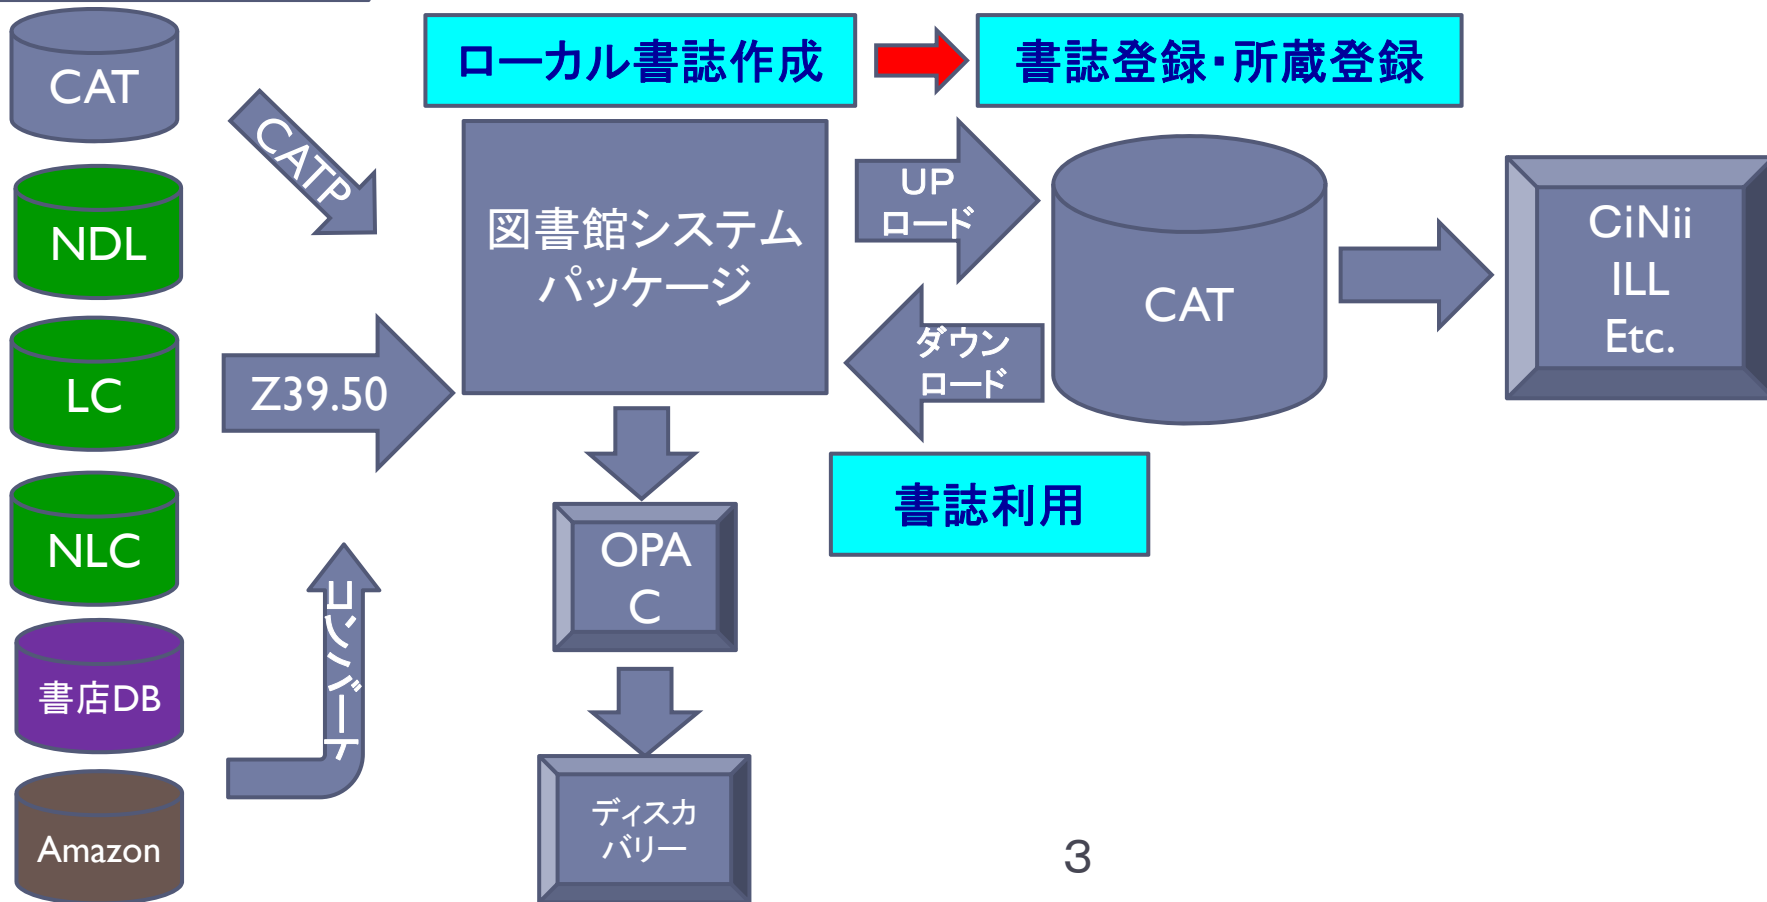 CAT
NDL
LC
NLC
書店DB
Amazon
CATP
Z39.50
コンバート
ローカル書誌作成
書誌登録・所蔵登録
図書館システム
パッケージ
UP
ロード
ダウン
ロード
CAT
CiNii
ILL
Etc.
書誌利用
OPA
C
ディスカ
バリー
3